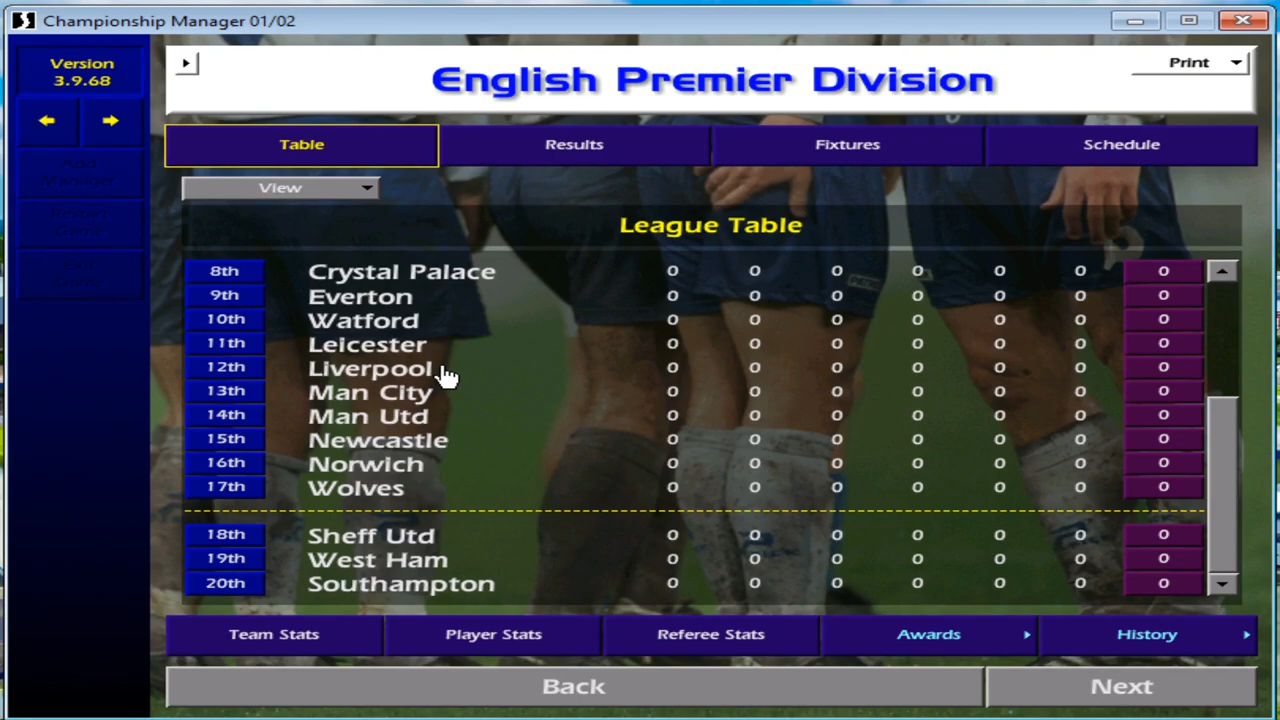 Championship Manager 01/02
Version
3.9.68
Add
Manager
Restart
Game
Exit
Game
English Premier Division
Print
Table
Results
Fixtures
Schedule
View
League Table
8th Crystal Palace 0 0 0 0 0 0 0
9th Everton 0 0 0 0 0 0 0
10th Watford 0 0 0 0 0 0 0
11th Leicester 0 0 0 0 0 0 0
12th Liverpool 0 0 0 0 0 0 0
13th Man City 0 0 0 0 0 0 0
14th Man Utd 0 0 0 0 0 0 0
15th Newcastle 0 0 0 0 0 0 0
16th Norwich 0 0 0 0 0 0 0
17th Wolves 0 0 0 0 0 0 0
18th Sheff Utd 0 0 0 0 0 0 0
19th West Ham 0 0 0 0 0 0 0
20th Southampton 0 0 0 0 0 0 0
Team Stats
Player Stats
Referee Stats
Awards
History
Back
Next